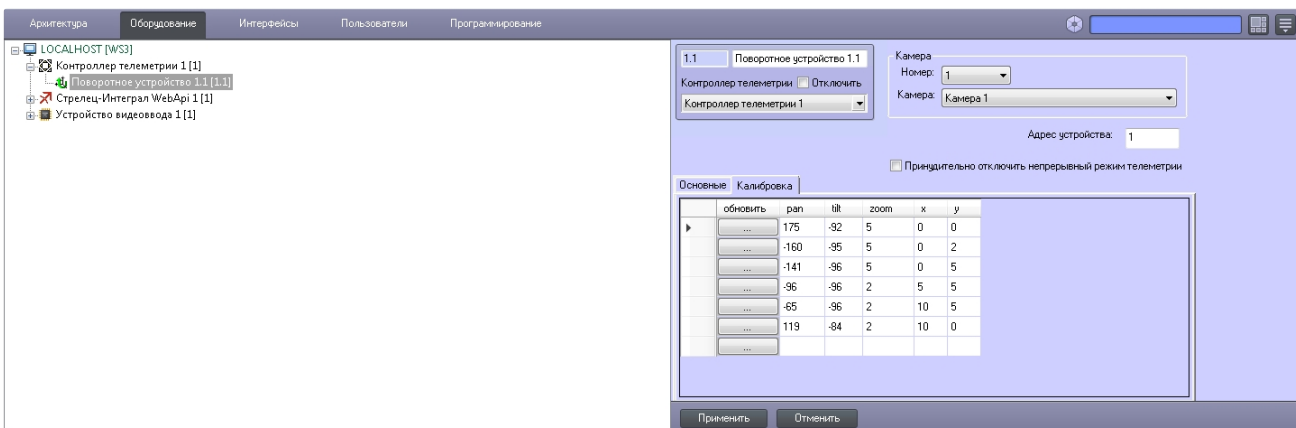 Архитектура Оборудование Интерфейсы Пользователи Программирование
LOCALHOST [WS3]
Контроллер телеметрии 1 [1]
Поворотное устройство 1.1 [1.1]
Стрелец-Интеграл WebApi 1 [1]
Устройство видеоввода 1 [1]
1.1 Поворотное устройство 1.1
Контроллер телеметрии Отключить
Контроллер телеметрии 1
Камера
Номер: 1
Камера: Камера 1
Адрес устройства: 1
Принудительно отключить непрерывный режим телеметрии
Основные Калибровка
обновить pan tilt zoom x y
... 175 -92 5 0 0
... -160 -95 5 0 2
... -141 -96 5 0 5
... -96 -96 2 5 5
... -65 -96 2 10 5
... 119 -84 2 10 0
...
Применить Отменить